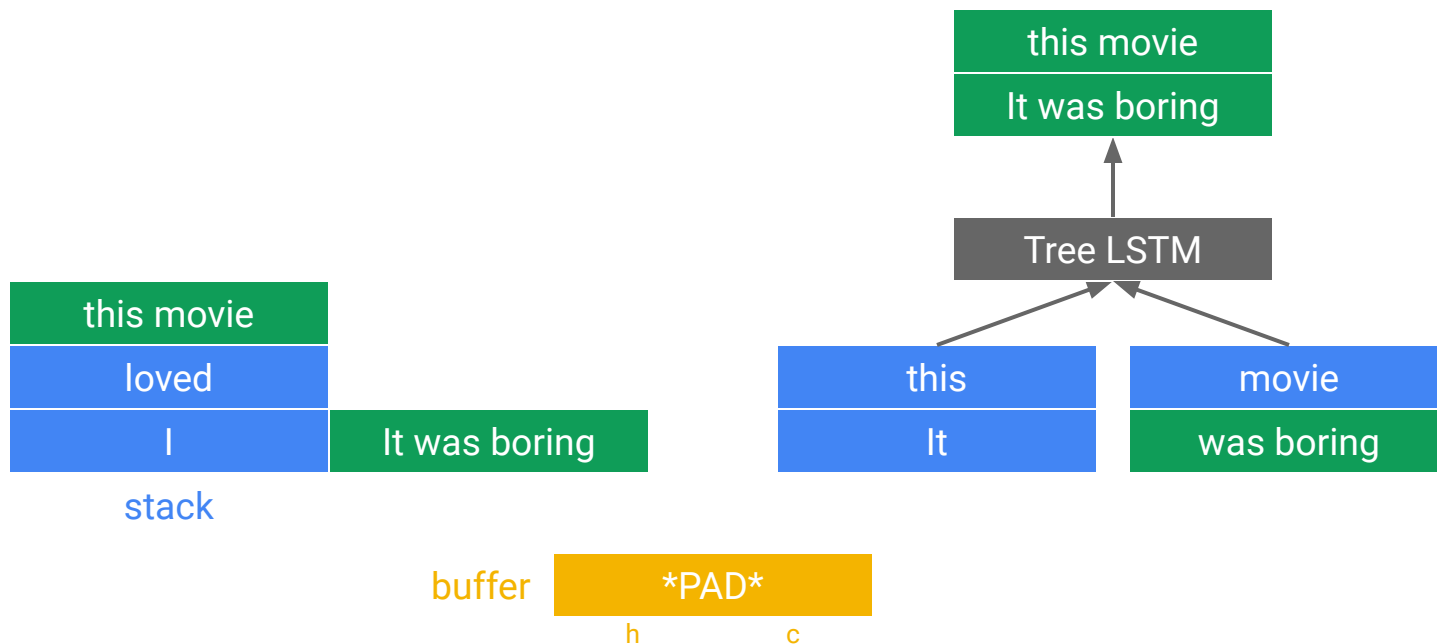 this movie
It was boring
Tree LSTM
this movie
loved
this
movie
I
It was boring
It
was boring
stack
buffer
*PAD*
h
c